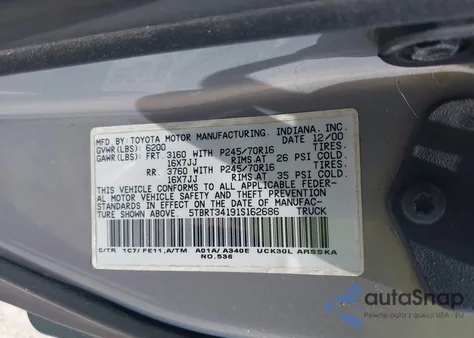 MFD. BY: TOYOTA MOTOR MANUFACTURING, INDIANA, INC.
GVWR(LBS): 6200 12/00
GAWR(LBS): FRT. 3160 WITH P245/70R16 TIRES,
16X7JJ RIMS AT 26 PSI COLD.
RR. 3760 WITH P245/70R16 TIRES,
16X7JJ RIMS AT 35 PSI COLD.
THIS VEHICLE CONFORMS TO ALL APPLICABLE FEDER-
AL MOTOR VEHICLE SAFETY AND THEFT PREVENTION
STANDARDS IN EFFECT ON THE DATE OF MANUFAC-
TURE SHOWN ABOVE. 5TBRT34191S162686 TRUCK
C/TR 1C7/ FE11,A/TM A01A/ A340E UCK30L ARSSKA
NO.536
autoSnap
Pewne auto z USA i EU